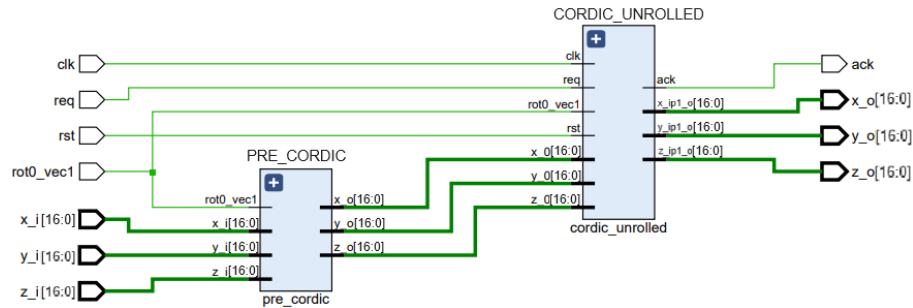 CORDIC_UNROLLED
clk
req
rst
rot0_vec1
x_i[16:0]
y_i[16:0]
z_i[16:0]
PRE_CORDIC
rot0_vec1
x_i[16:0]
y_i[16:0]
z_i[16:0]
x_o[16:0]
y_o[16:0]
z_o[16:0]
pre_cordic
clk
req
rot0_vec1
rst
x_0[16:0]
y_0[16:0]
z_0[16:0]
ack
x_ip1_o[16:0]
y_ip1_o[16:0]
z_ip1_o[16:0]
cordic_unrolled
ack
x_o[16:0]
y_o[16:0]
z_o[16:0]